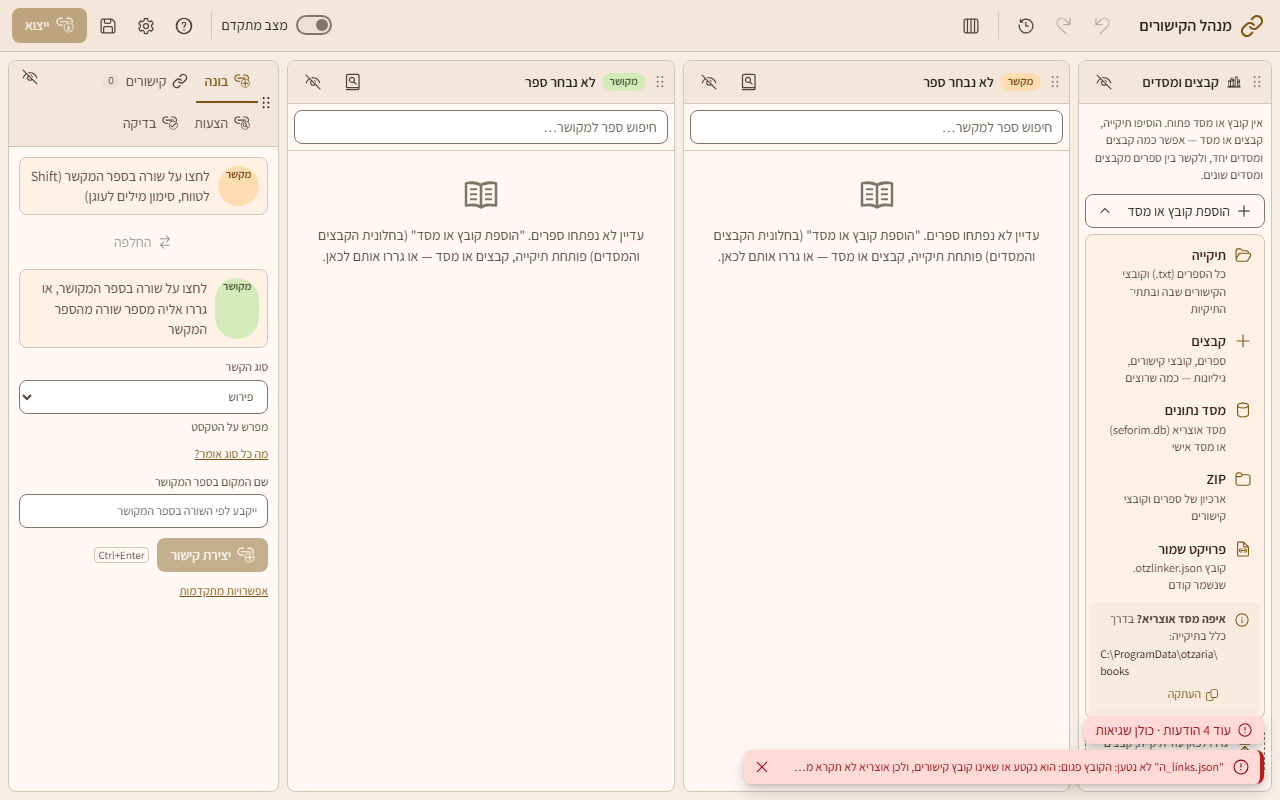 מנהל הקישורים
מצב מתקדם
ייצוא
קבצים ומסדים
אין קובץ או מסד פתוח. הוסיפו תיקייה,
קבצים או מסד — אפשר כמה קבצים
ומסדים יחד, ולקשר בין ספרים מקבצים
ומסדים שונים.
הוספת קובץ או מסד
תיקייה
כל הספרים (txt.) וקובצי
הקישורים שבה ובתתי־
התיקיות
קבצים
ספרים, קובצי קישורים,
גיליונות — כמה שרוצים
מסד נתונים
מסד אוצריא (seforim.db)
או מסד אישי
ZIP
ארכיון של ספרים וקובצי
קישורים
פרויקט שמור
קובץ otzlinker.json.
שנשמר קודם
איפה מסד אוצריא? בדרך
כלל בתיקייה:
C:\ProgramData\otzaria\
books
העתקה
עוד 4 הודעות · כולן שגיאות
"ה_links.json" לא נטען: הקובץ פגום: הוא נקטע או שאינו קובץ קישורים, ולכן אוצריא לא תקרא מ...
מקשר
לא נבחר ספר
חיפוש ספר למקשר...
עדיין לא נפתחו ספרים. "הוספת קובץ או מסד" (בחלונית הקבצים
והמסדים) פותחת תיקייה, קבצים או מסד — או גררו אותם לכאן.
מקושר
לא נבחר ספר
חיפוש ספר למקושר...
עדיין לא נפתחו ספרים. "הוספת קובץ או מסד" (בחלונית הקבצים
והמסדים) פותחת תיקייה, קבצים או מסד — או גררו אותם לכאן.
בונה
קישורים 0
הצעות
בדיקה
מקשר
לחצו על שורה בספר המקשר (Shift
לטווח, סימון מילים לעוגן)
החלפה
מקושר
לחצו על שורה בספר המקושר, או
גררו אליה מספר שורה מהספר
המקשר
סוג הקשר
פירוש
מפרש על הטקסט
מה כל סוג אומר?
שם המקום בספר המקושר
ייקבע לפי השורה בספר המקושר
יצירת קישור
Ctrl+Enter
אפשרויות מתקדמות